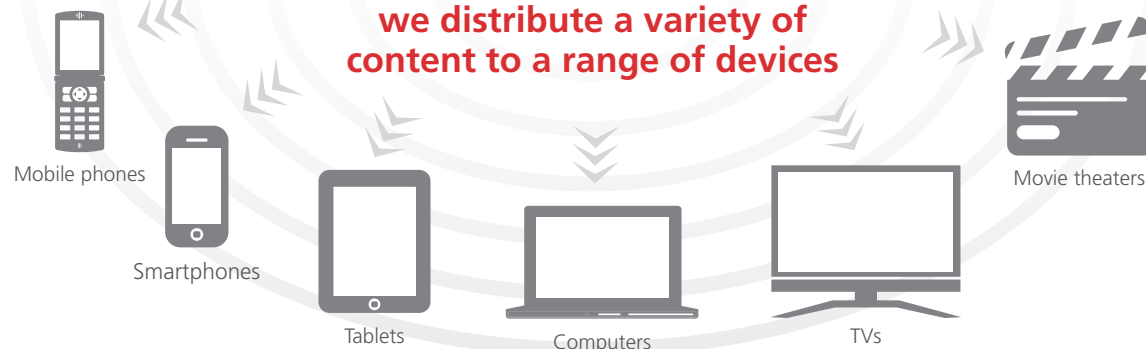 we distribute a variety of
content to a range of devices
Mobile phones
Movie theaters
Smartphones
Tablets
Computers
TVs